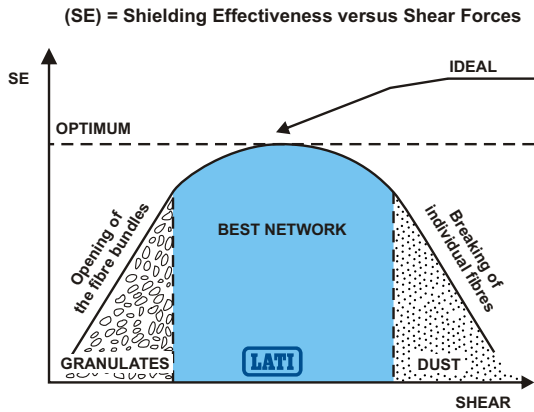 (SE) = Shielding Effectiveness versus Shear Forces
SE
IDEAL
OPTIMUM
Opening of
the fibre bundles
BEST NETWORK
Breaking of
individual fibres
GRANULATES
LATI
DUST
SHEAR